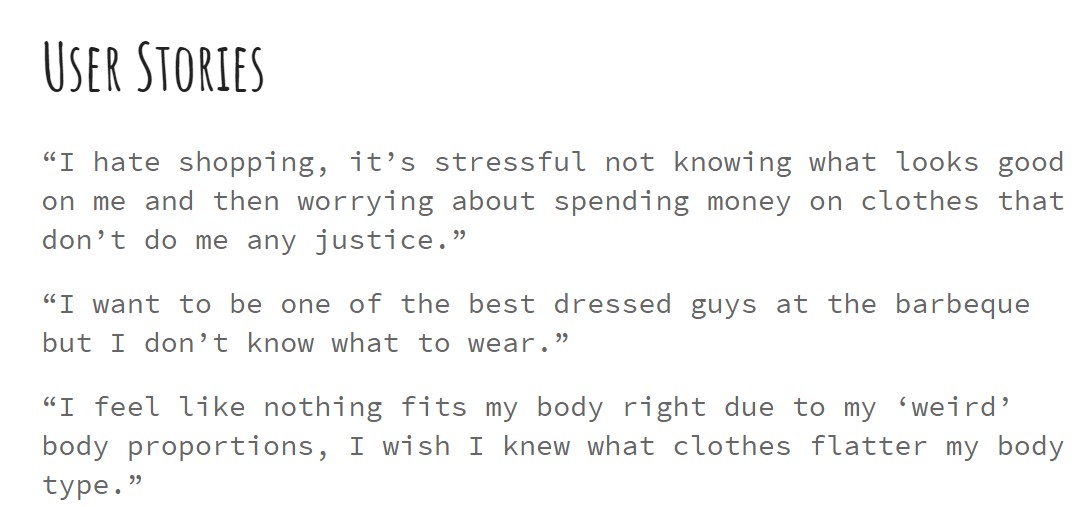 User Stories
“I hate shopping, it’s stressful not knowing what looks good
on me and then worrying about spending money on clothes that
don’t do me any justice.”
“I want to be one of the best dressed guys at the barbeque
but I don’t know what to wear.”
“I feel like nothing fits my body right due to my ‘weird’
body proportions, I wish I knew what clothes flatter my body
type.”